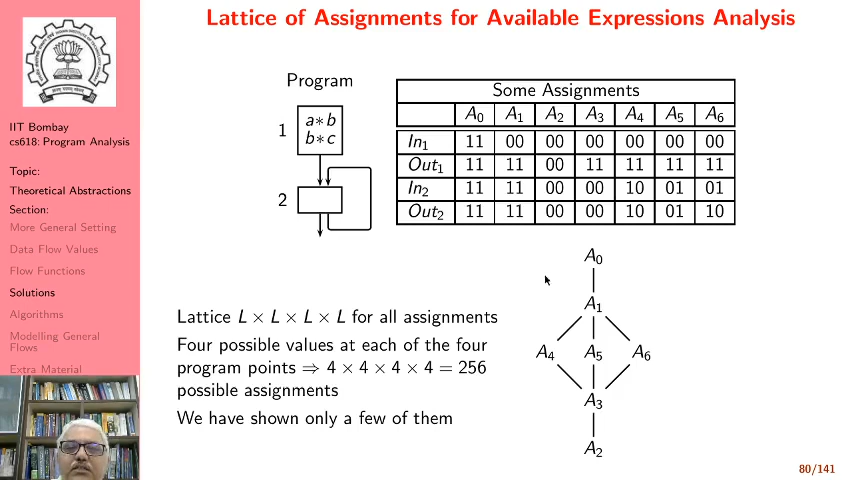 Lattice of Assignments for Available Expressions Analysis
IIT Bombay
cs618: Program Analysis
Topic:
Theoretical Abstractions
Section:
More General Setting
Data Flow Values
Flow Functions
Solutions
Algorithms
Modelling General
Flows
Extra Material
Program
1
a*b
b*c
2
Some Assignments
A0 A1 A2 A3 A4 A5 A6
In1 11 00 00 00 00 00 00
Out1 11 11 00 11 11 11 11
In2 11 11 00 00 10 01 01
Out2 11 11 00 00 10 01 10
Lattice L × L × L × L for all assignments
Four possible values at each of the four
program points ⇒ 4 × 4 × 4 × 4 = 256
possible assignments
We have shown only a few of them
A0
A1
A4 A5 A6
A3
A2
80/141